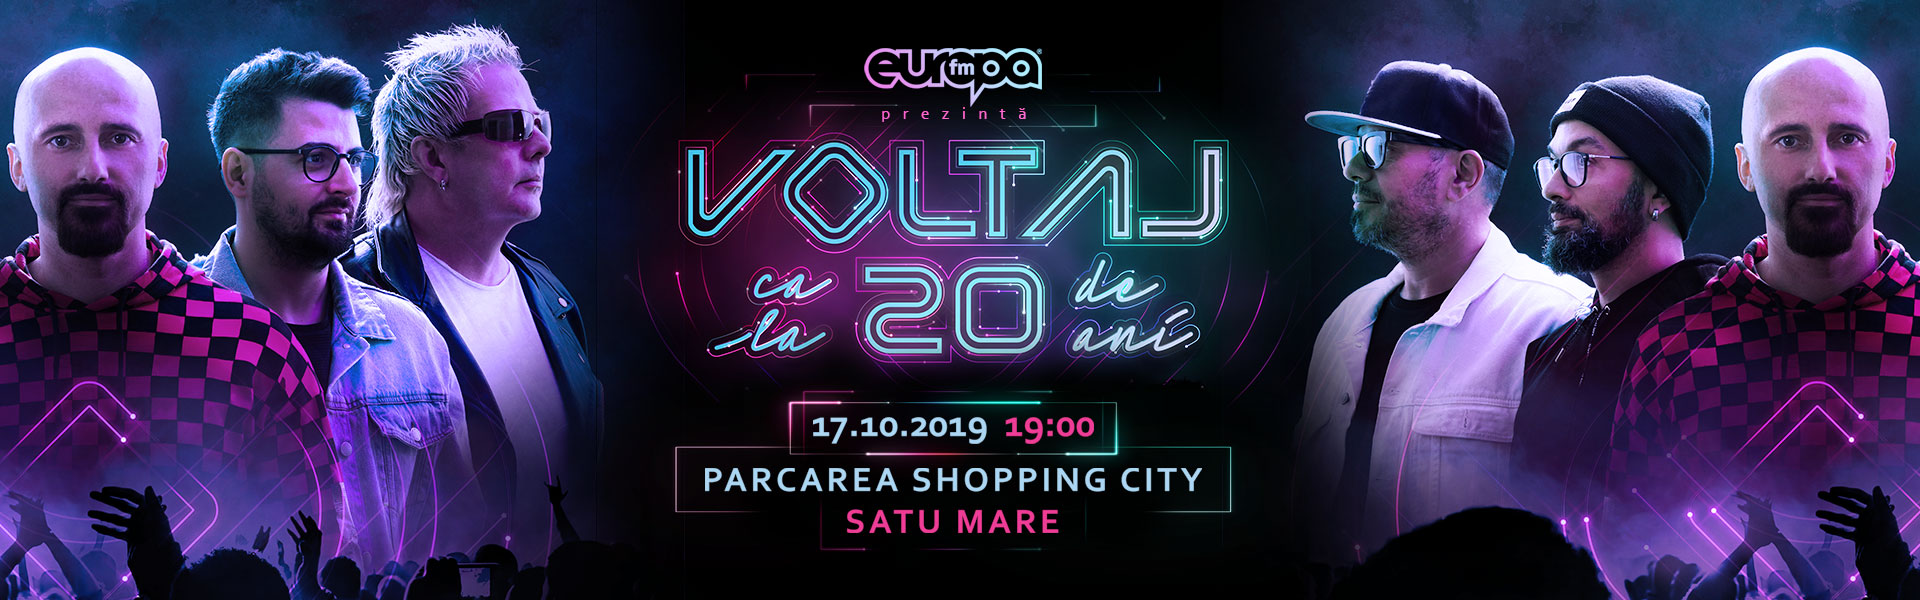 europa fm®
prezintă
VOLTAJ
ca la 20 de ani
17.10.2019 19:00
PARCAREA SHOPPING CITY
SATU MARE